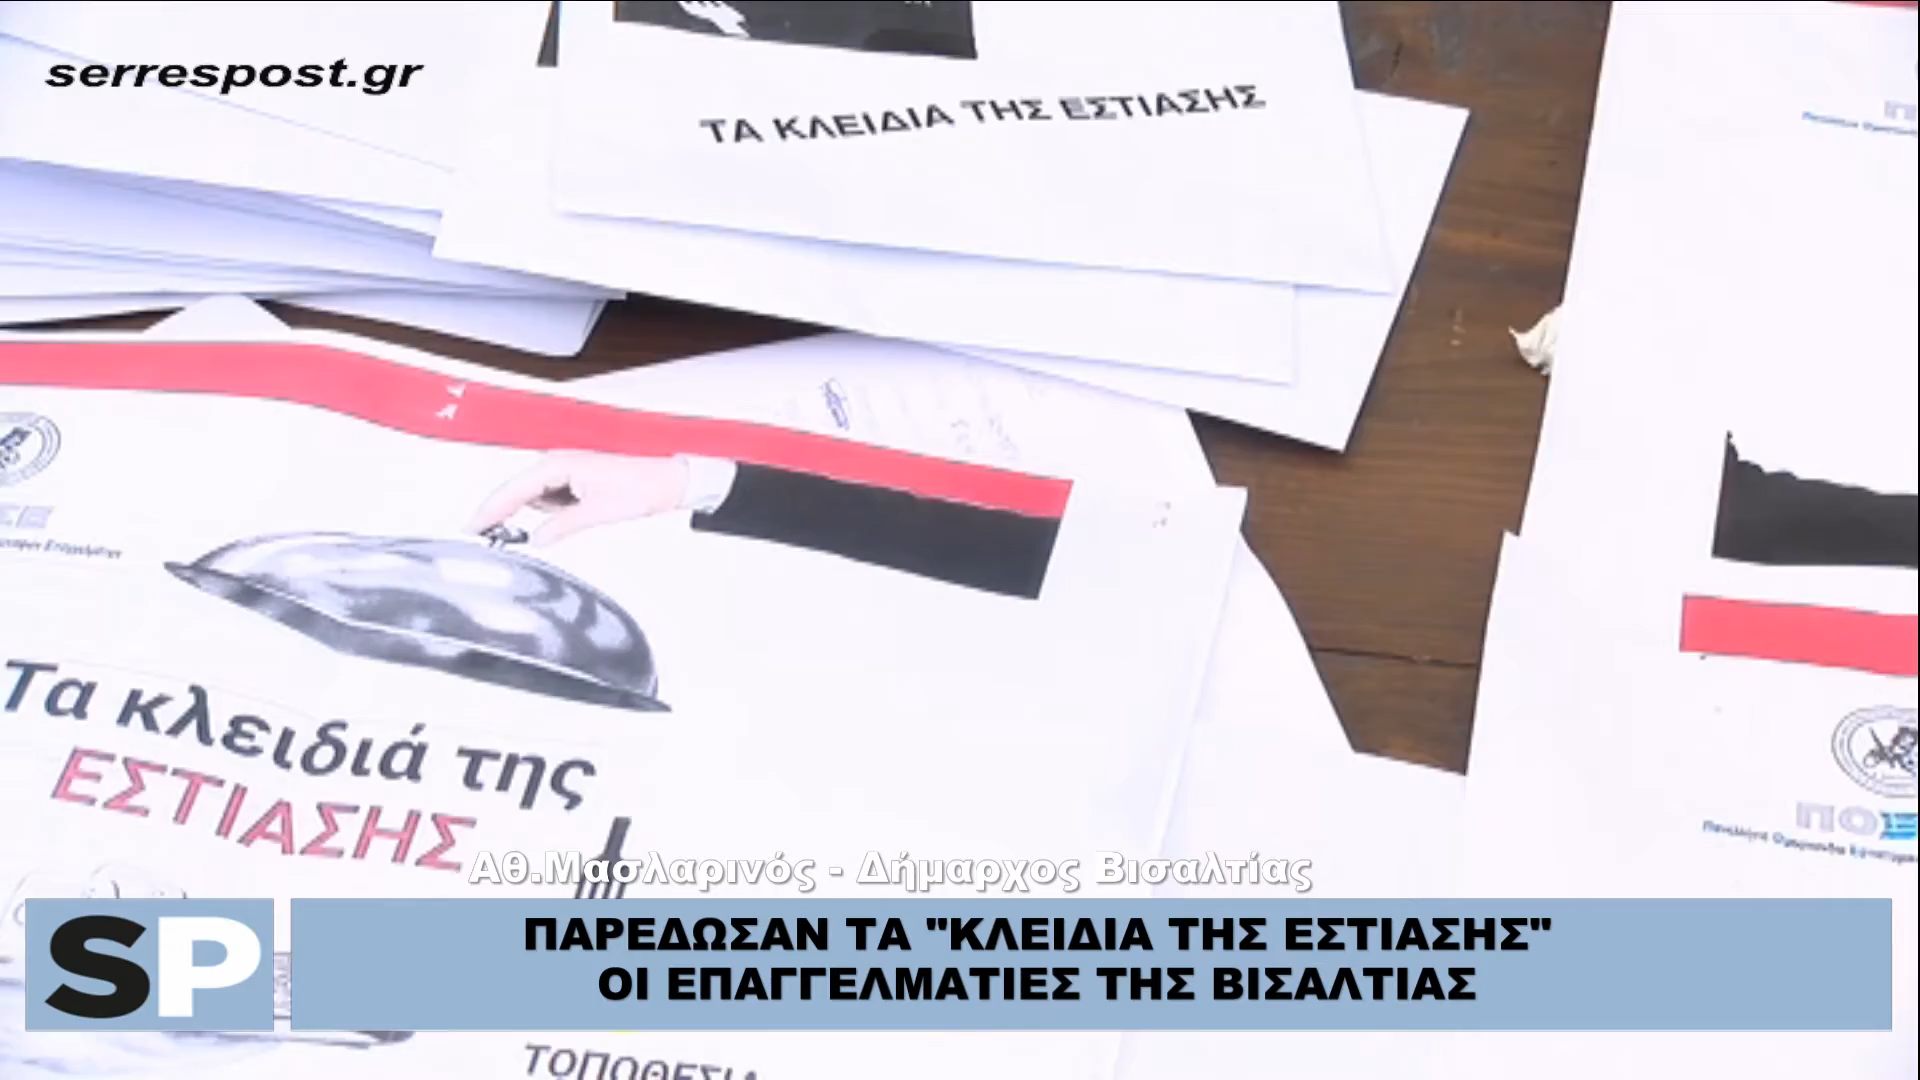 serrespost.gr
ΤΑ ΚΛΕΙΔΙΑ ΤΗΣ ΕΣΤΙΑΣΗΣ
Τα κλειδιά της
ΕΣΤΙΑΣΗΣ
Αθ.Μασλαρινός - Δήμαρχος Βισαλτίας
SP
ΠΑΡΕΔΩΣΑΝ ΤΑ "ΚΛΕΙΔΙΑ ΤΗΣ ΕΣΤΙΑΣΗΣ"
ΟΙ ΕΠΑΓΓΕΛΜΑΤΙΕΣ ΤΗΣ ΒΙΣΑΛΤΙΑΣ
ΤΟΠΟΘΕΣΙΑ